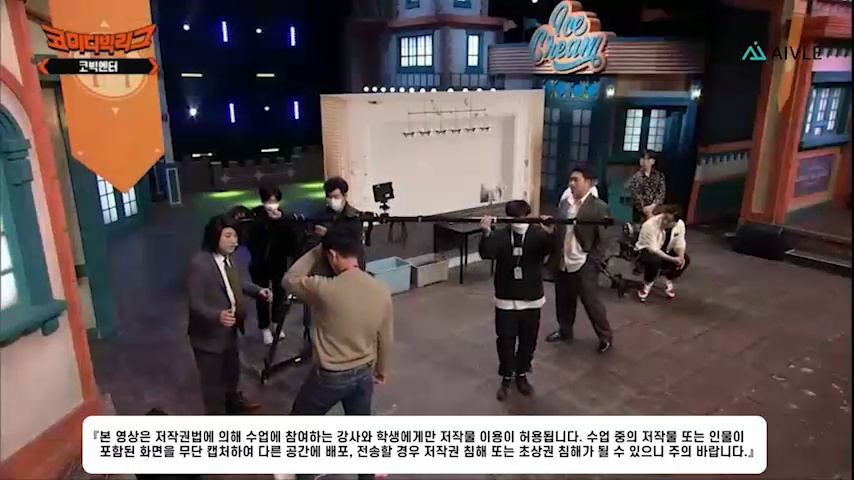 코미디빅리그
코빅엔터
Ice
Cream
AIVLE
『본 영상은 저작권법에 의해 수업에 참여하는 강사와 학생에게만 저작물 이용이 허용됩니다. 수업 중의 저작물 또는 인물이
포함된 화면을 무단 캡처하여 다른 공간에 배포, 전송할 경우 저작권 침해 또는 초상권 침해가 될 수 있으니 주의 바랍니다.』